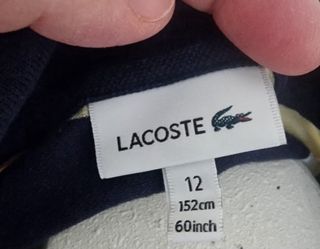 LACOSTE
12
152cm
60inch